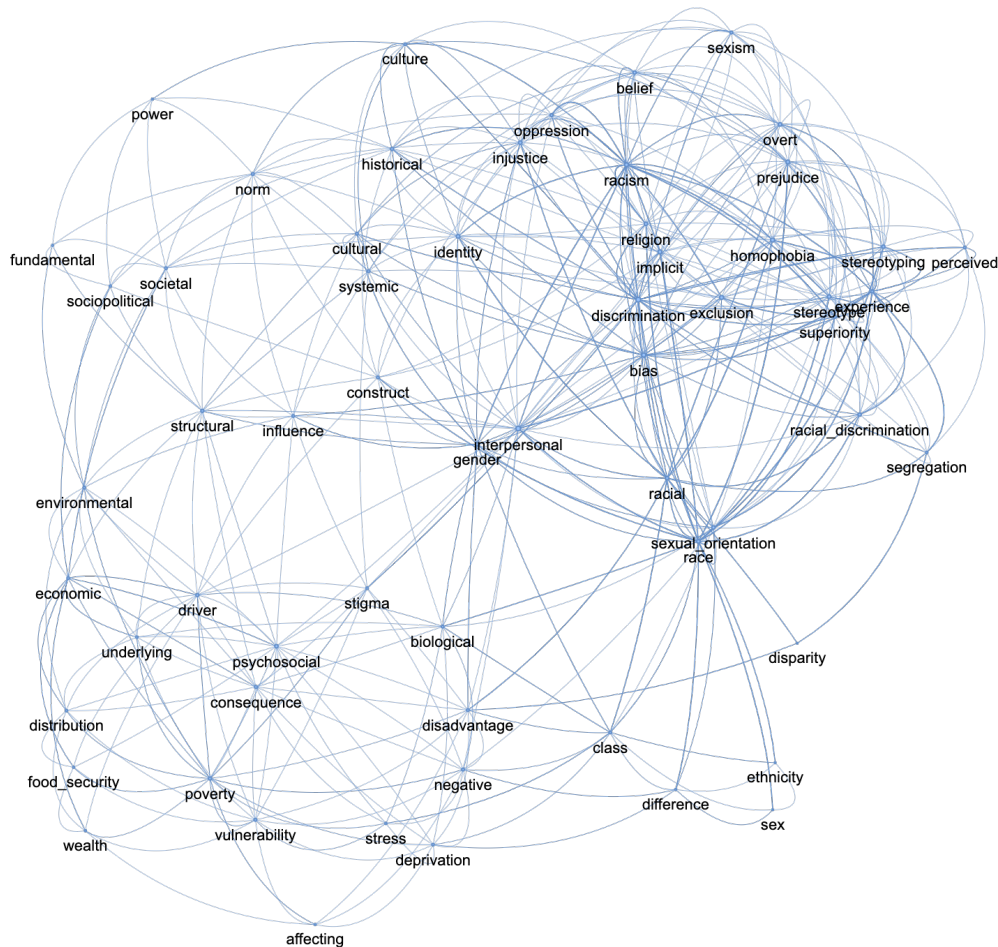 sexism
culture
belief
power
oppression
overt
injustice
historical
racism
prejudice
norm
religion
cultural
identity
homophobia
fundamental
implicit
stereotyping
perceived
societal
systemic
sociopolitical
experience
stereotype
discrimination
exclusion
superiority
bias
construct
structural
influence
racial_discrimination
interpersonal
gender
segregation
racial
environmental
sexual_orientation
race
economic
stigma
driver
biological
underlying
disparity
psychosocial
consequence
distribution
disadvantage
class
ethnicity
food_security
negative
poverty
difference
sex
vulnerability
stress
wealth
deprivation
affecting